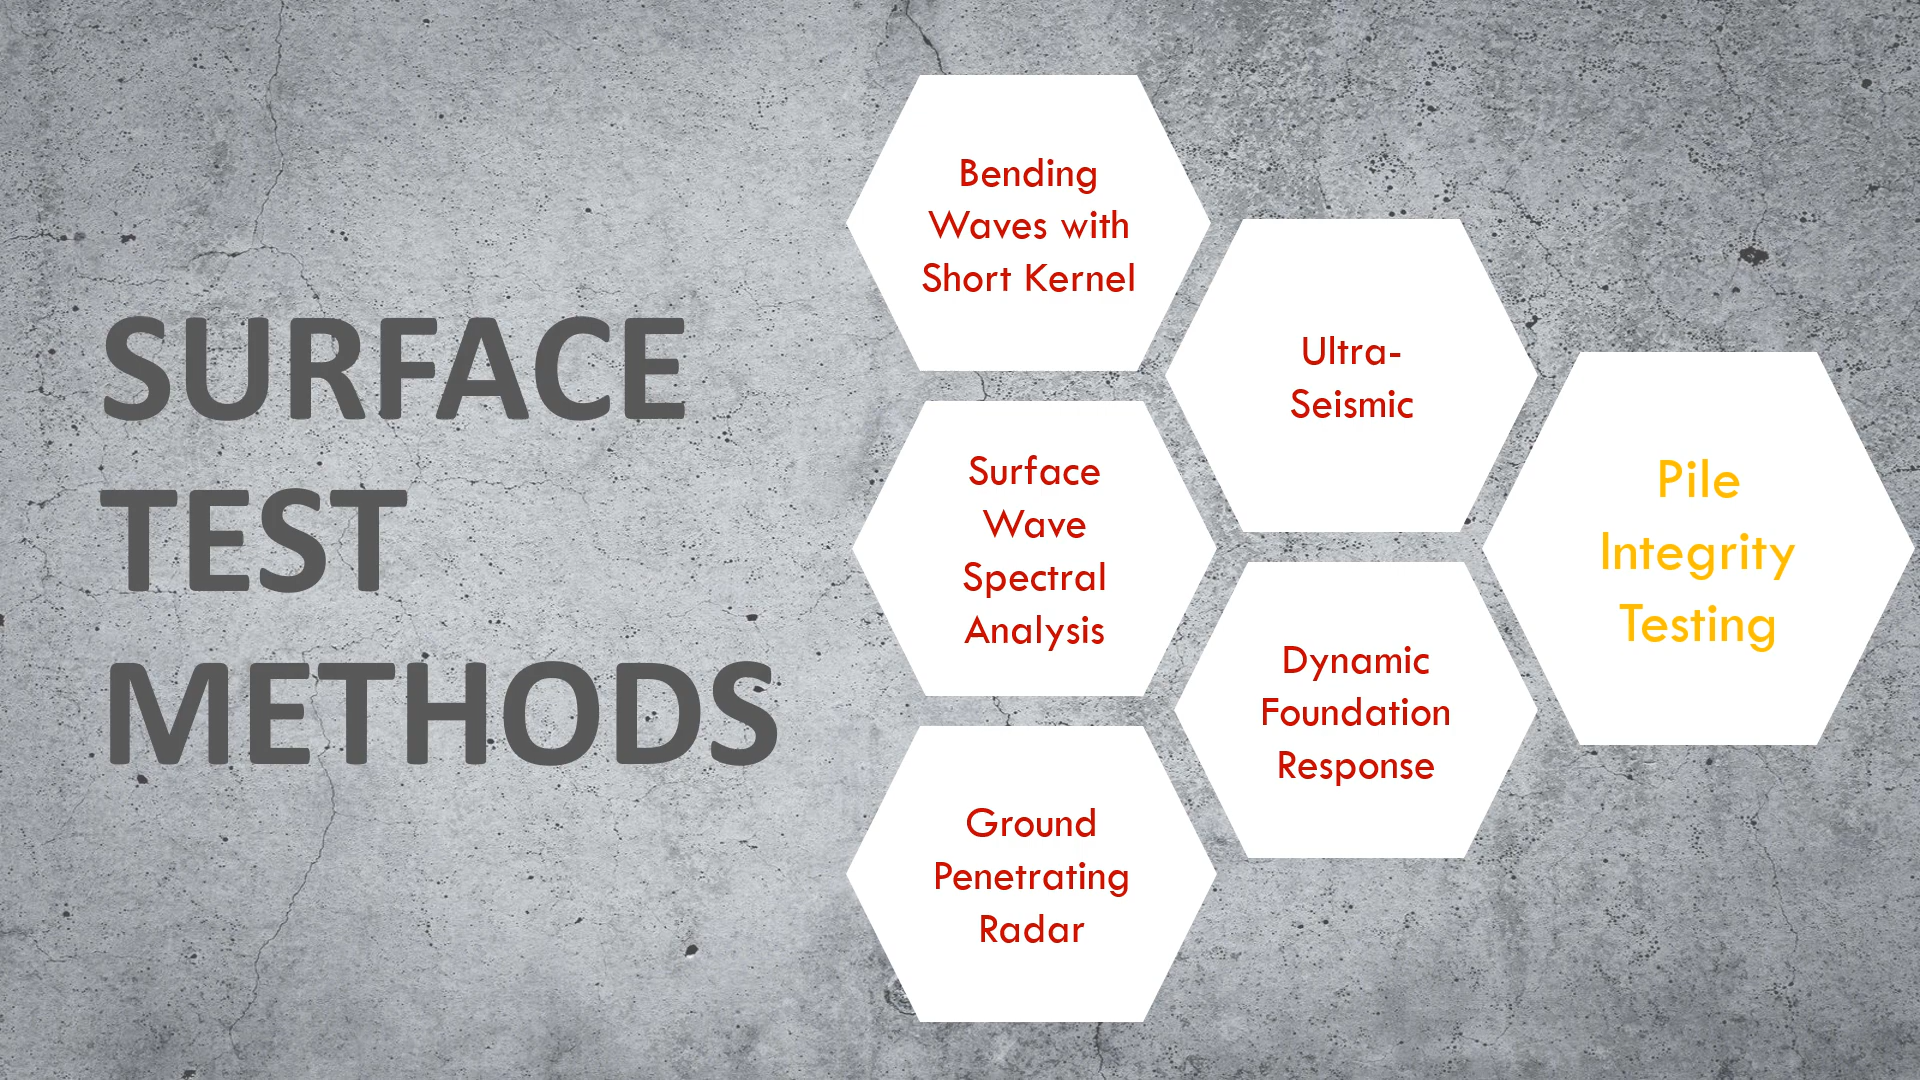 SURFACE
TEST
METHODS
Bending
Waves with
Short Kernel
Ultra-
Seismic
Surface
Wave
Spectral
Analysis
Pile
Integrity
Testing
Dynamic
Foundation
Response
Ground
Penetrating
Radar